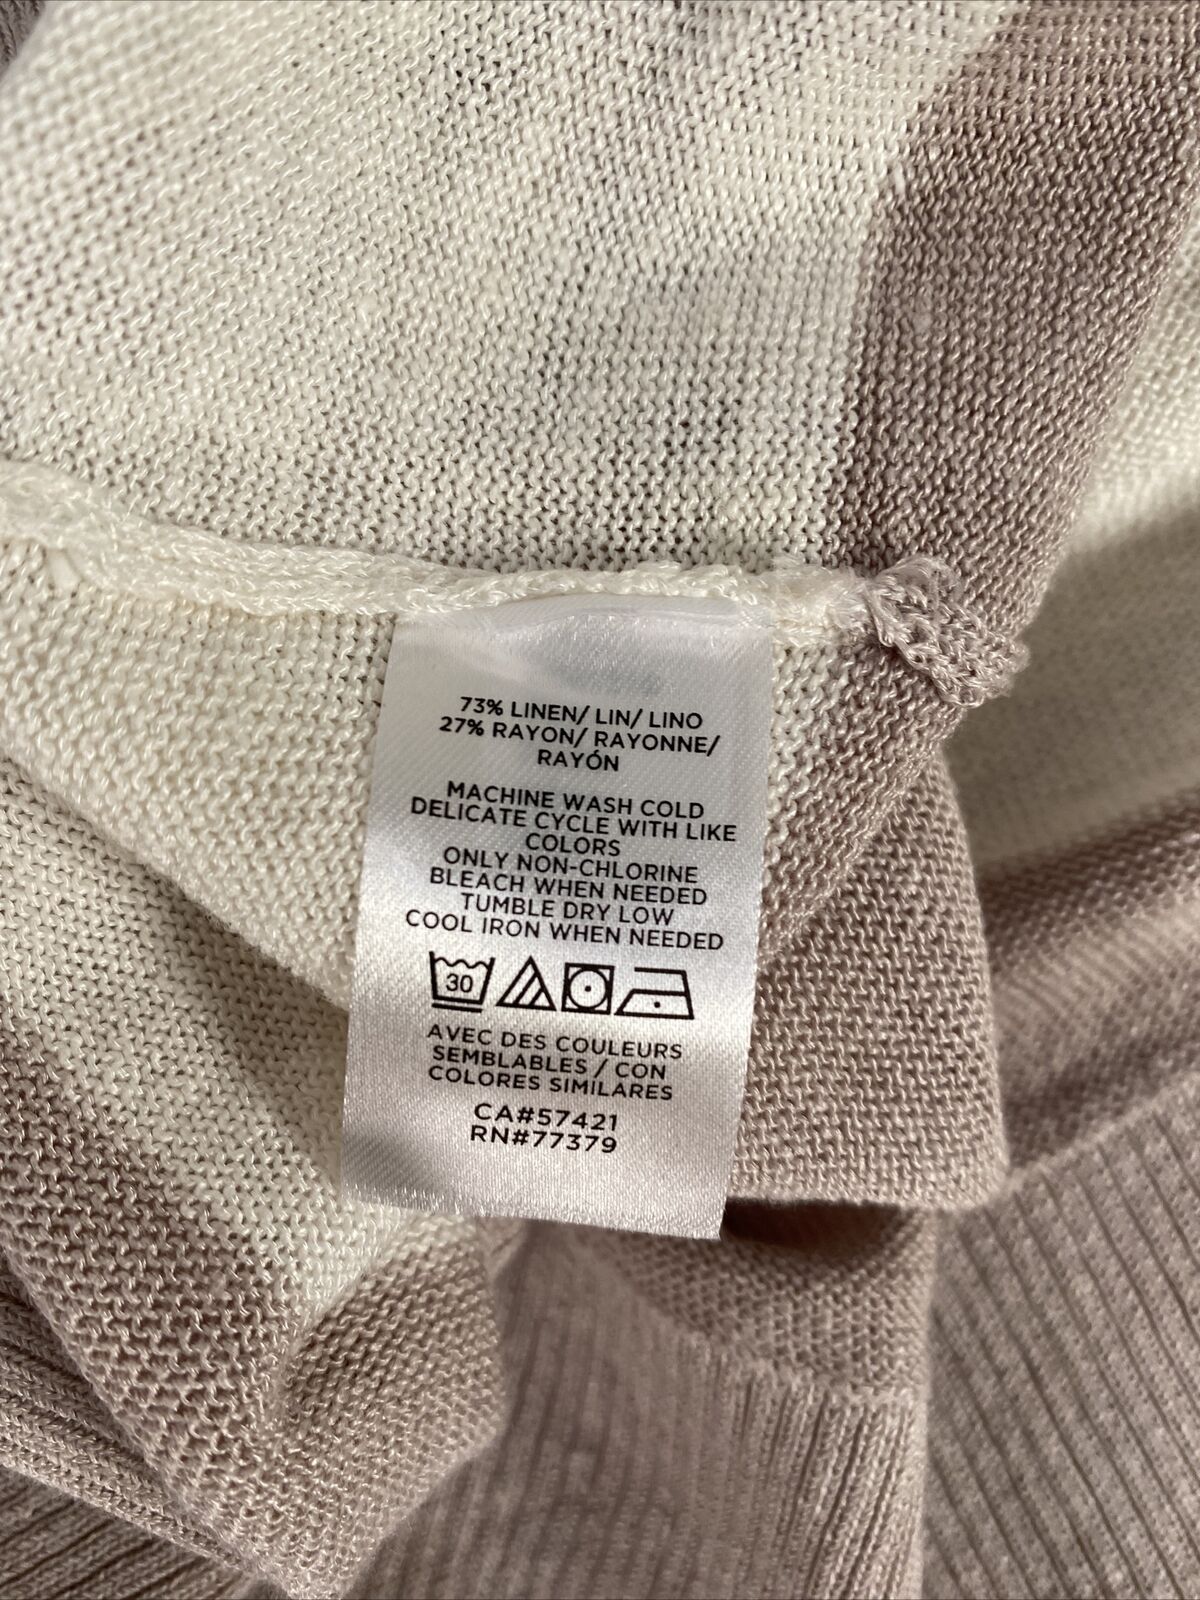 73% LINEN/ LIN/ LINO
27% RAYON/ RAYONNE/
RAYÓN
MACHINE WASH COLD
DELICATE CYCLE WITH LIKE
COLORS
ONLY NON-CHLORINE
BLEACH WHEN NEEDED
TUMBLE DRY LOW
COOL IRON WHEN NEEDED
30
AVEC DES COULEURS
SEMBLABLES / CON
COLORES SIMILARES
CA#57421
RN#77379